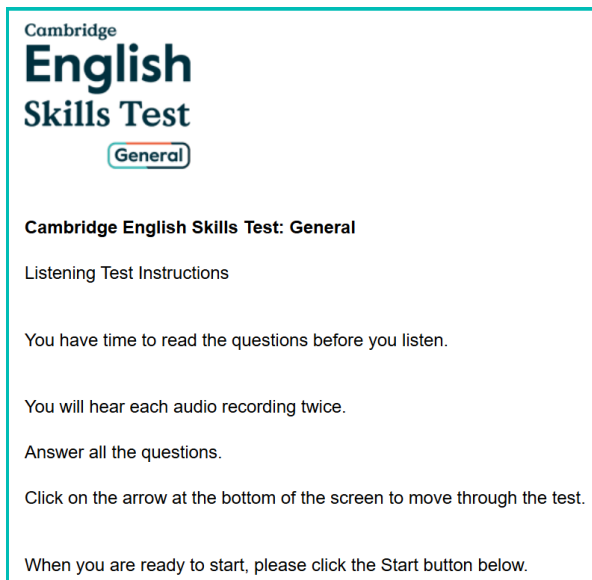 Cambridge
English
Skills Test
General
Cambridge English Skills Test: General
Listening Test Instructions
You have time to read the questions before you listen.
You will hear each audio recording twice.
Answer all the questions.
Click on the arrow at the bottom of the screen to move through the test.
When you are ready to start, please click the Start button below.